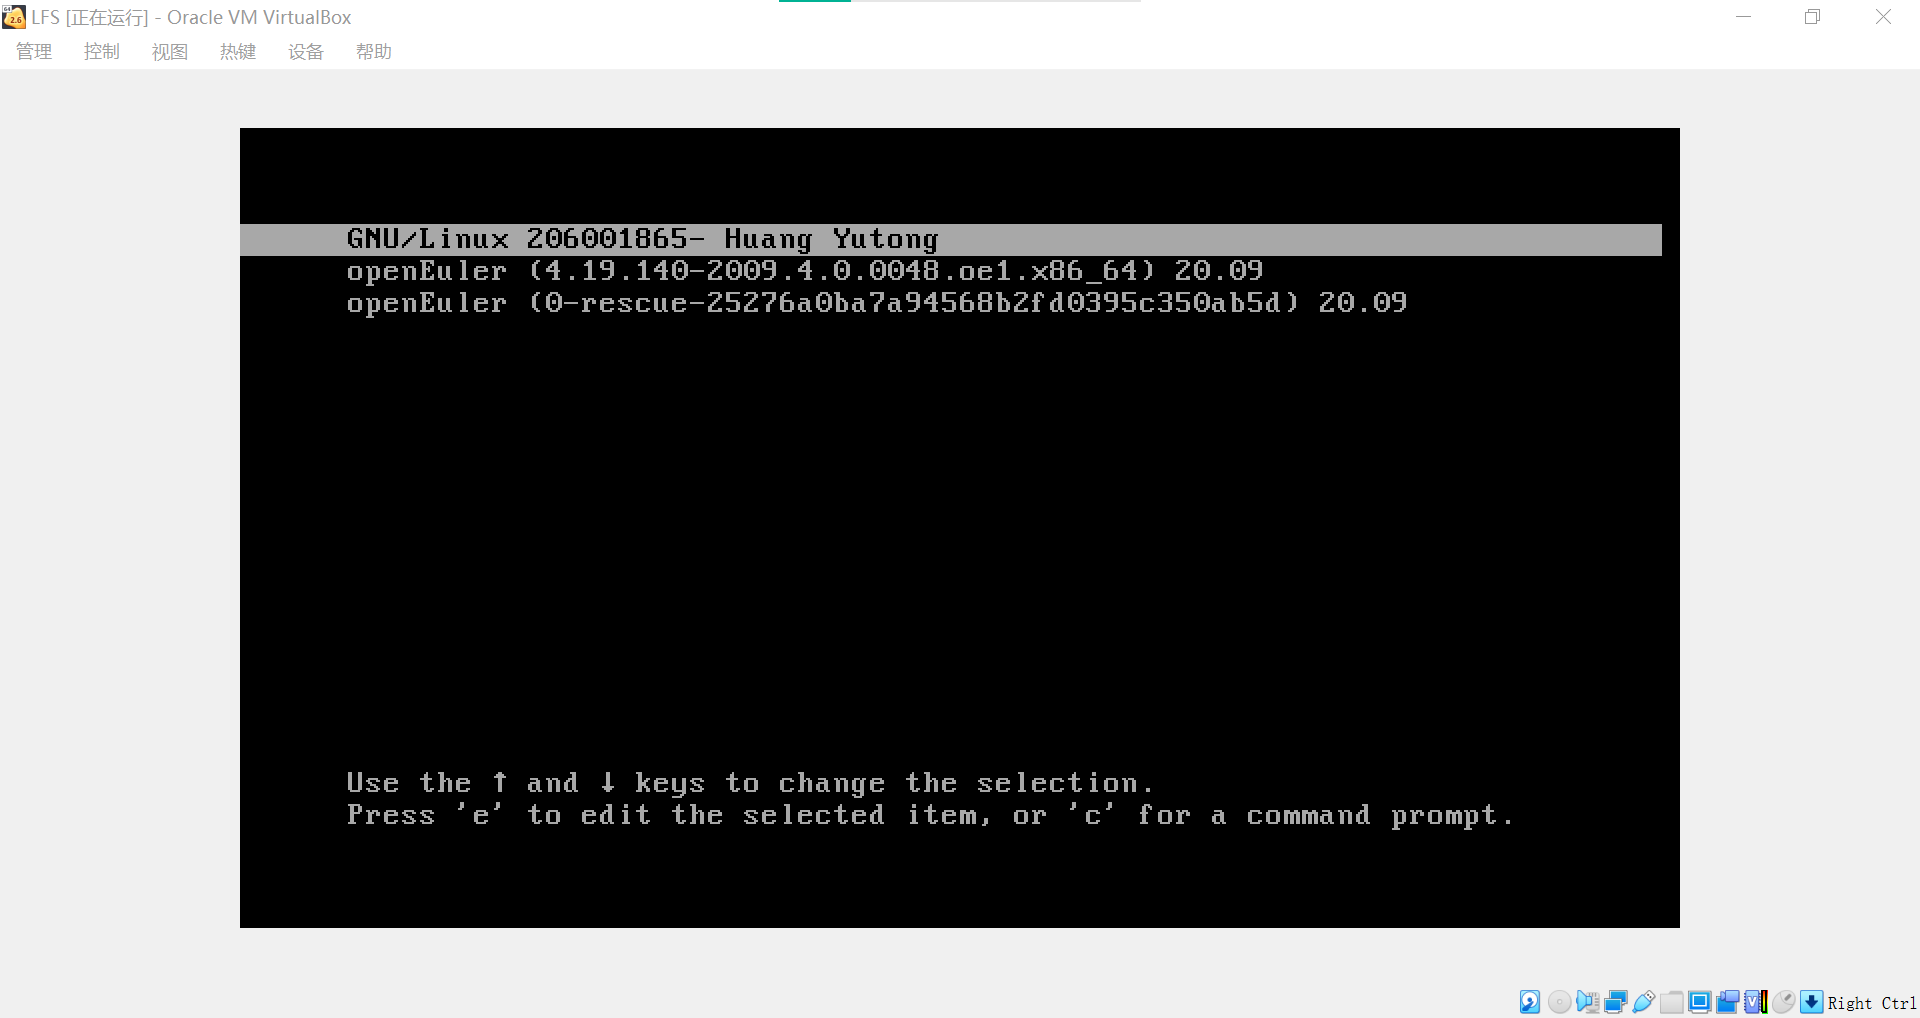 LFS [正在运行] - Oracle VM VirtualBox
管理 控制 视图 热键 设备 帮助
GNU/Linux 206001865- Huang Yutong
openEuler (4.19.140-2009.4.0.0048.oe1.x86_64) 20.09
openEuler (0-rescue-25276a0ba7a94568b2fd0395c350ab5d) 20.09
Use the ↑ and ↓ keys to change the selection.
Press 'e' to edit the selected item, or 'c' for a command prompt.
Right Ctrl